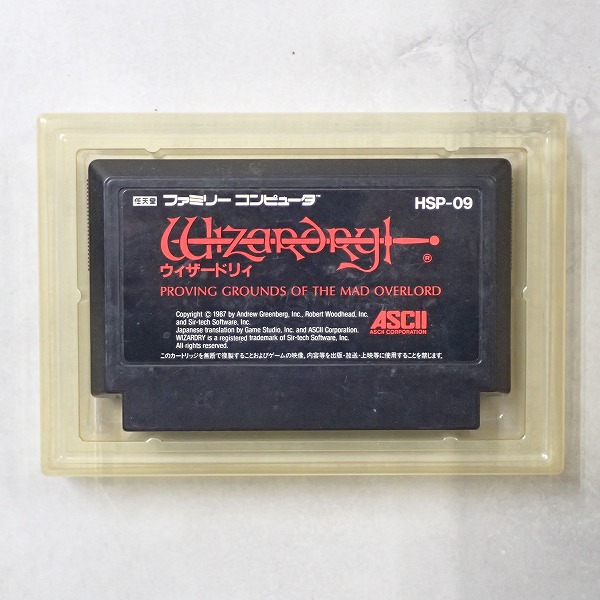 任天堂 ファミリー コンピュータ™ HSP-09
Wizardry ®
ウィザードリィ
PROVING GROUNDS OF THE MAD OVERLORD
Copyright © 1987 by Andrew Greenberg, Inc., Robert Woodhead, Inc.,
and Sir-tech Software, Inc.
Japanese translation by Game Studio, Inc. and ASCII Corporation.
WIZARDRY is a registered trademark of Sir-tech Software, Inc.
All rights reserved.
ASCII
ASCII CORPORATION
このカートリッジを無断で複製することおよびゲームの映像、内容等を出版・放送・上映等に使用することを禁じます。